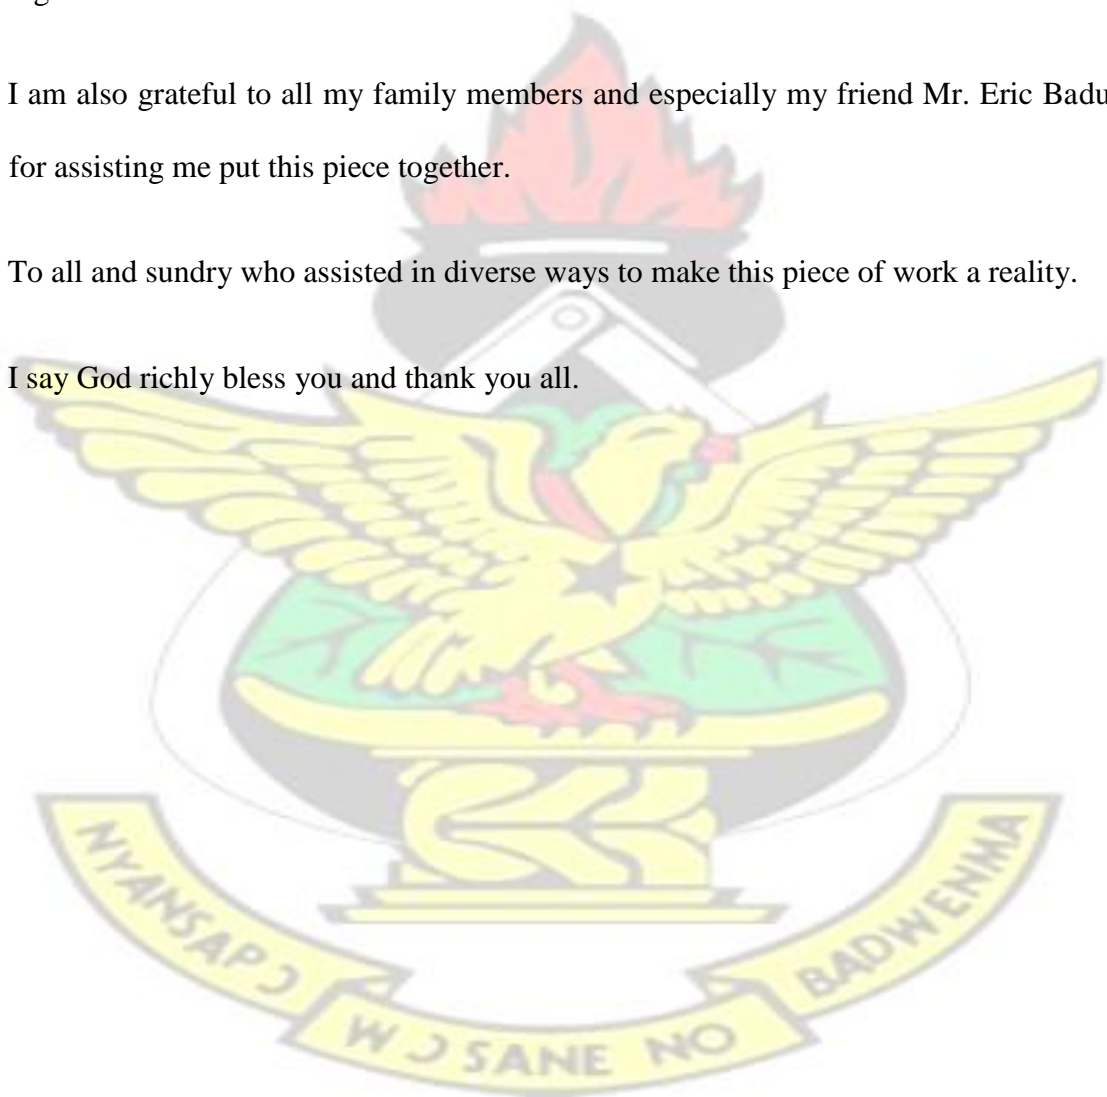 I am also grateful to all my family members and especially my friend Mr. Eric Badu
for assisting me put this piece together.
To all and sundry who assisted in diverse ways to make this piece of work a reality.
I say God richly bless you and thank you all.
NYANSAPƆ
WƆSANE NO
BADWENMA